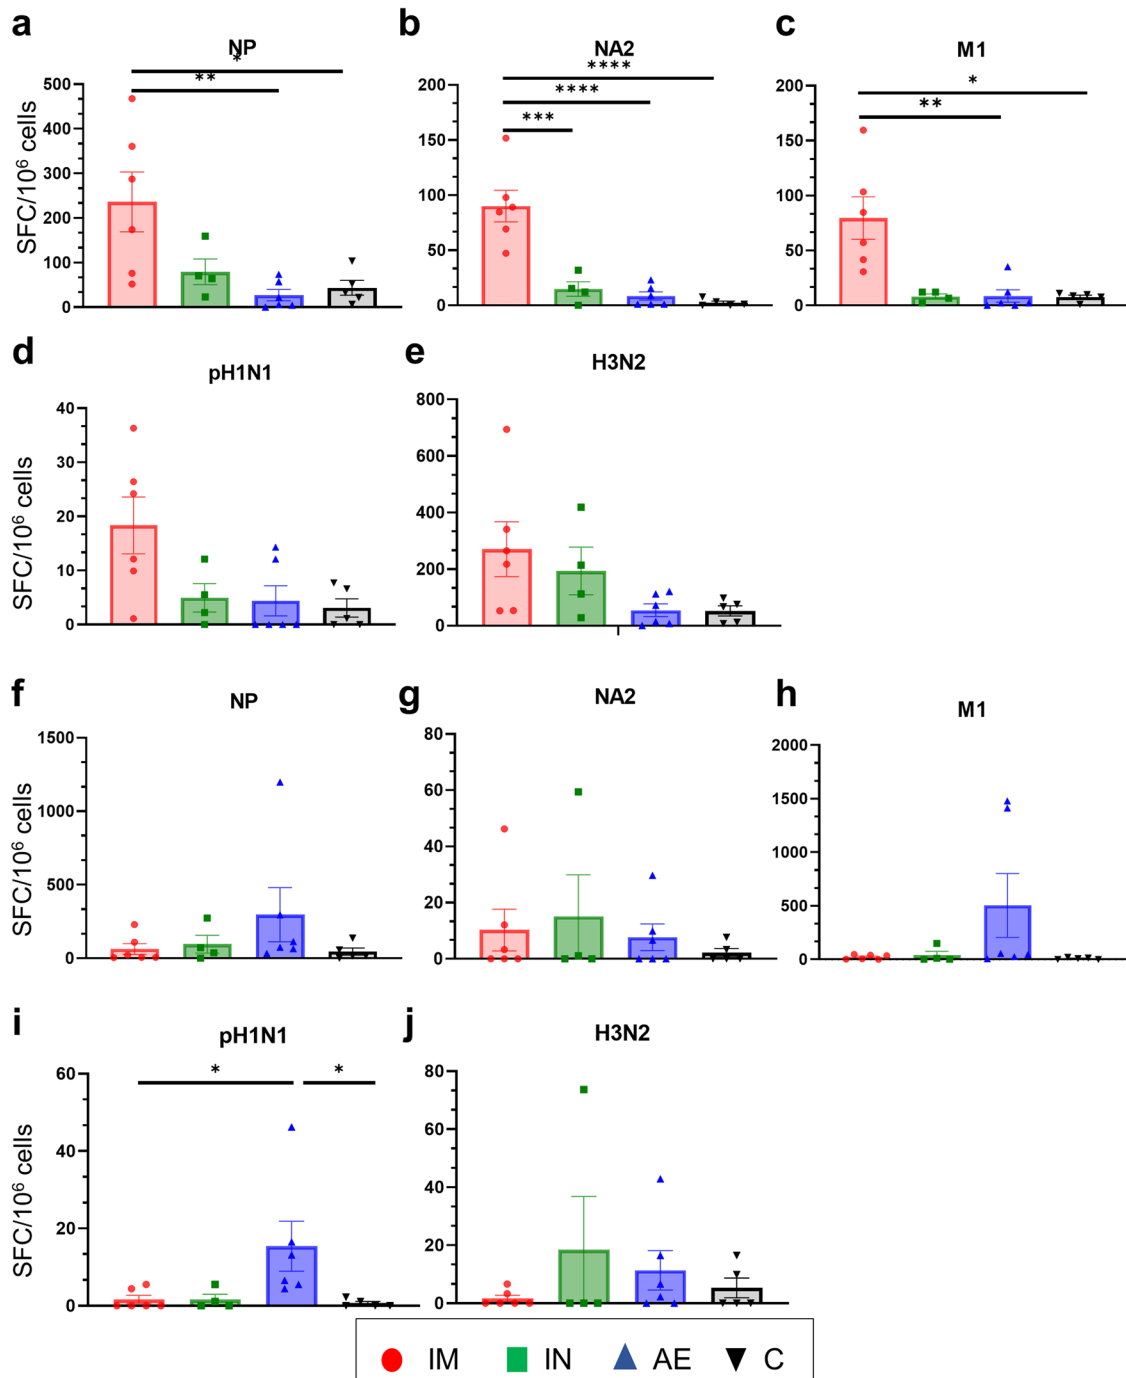 a
NP
*
**
SFC/10⁶ cells
500
400
300
200
100
0
b
NA2
****
****
***
200
150
100
50
0
c
M1
*
**
200
150
100
50
0
d
pH1N1
SFC/10⁶ cells
40
30
20
10
0
e
H3N2
800
600
400
200
0
f
NP
SFC/10⁶ cells
1500
1000
500
0
g
NA2
80
60
40
20
0
h
M1
2000
1500
1000
500
0
i
pH1N1
* *
SFC/10⁶ cells
60
40
20
0
j
H3N2
80
60
40
20
0
IM IN AE C